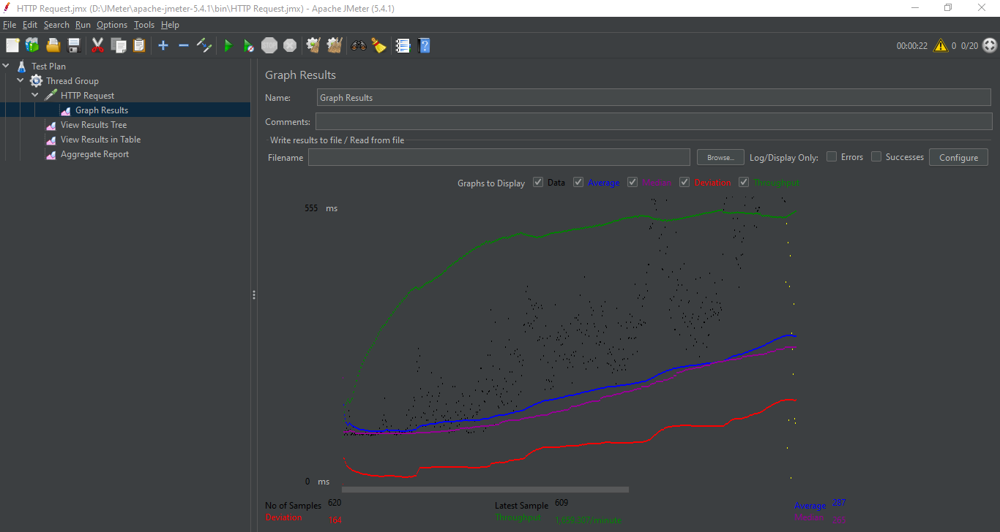 HTTP Request.jmx (D:\JMeter\apache-jmeter-5.4.1\bin\HTTP Request.jmx) - Apache JMeter (5.4.1)
File Edit Search Run Options Tools Help
STOP
00:00:22 0 0/20
Test Plan
Thread Group
HTTP Request
Graph Results
View Results Tree
View Results in Table
Aggregate Report
Graph Results
Name: Graph Results
Comments:
Write results to file / Read from file
Filename Browse... Log/Display Only: Errors Successes Configure
Graphs to Display Data Average Median Deviation Throughput
555 ms
0 ms
No of Samples 620 Latest Sample 609 Average 287
Deviation 164 Throughput 1,659.307/minute Median